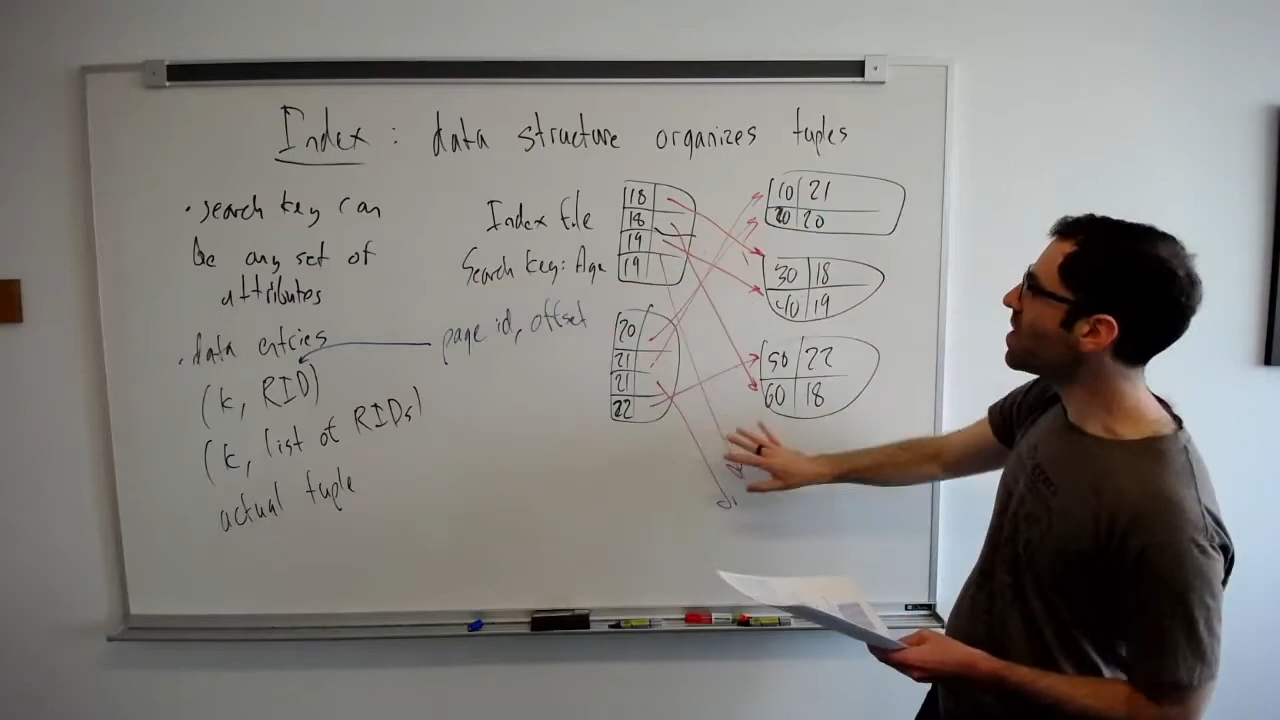 Index: data structure organizes tuples
• search key can
be any set of
attributes
• data entries
(k, RID)
(k, list of RIDs)
actual tuple
page id, offset
Index file
Search key: Age
18
18
19
19
20
21
21
22
10 21
20 20
30 18
40 19
50 22
60 18